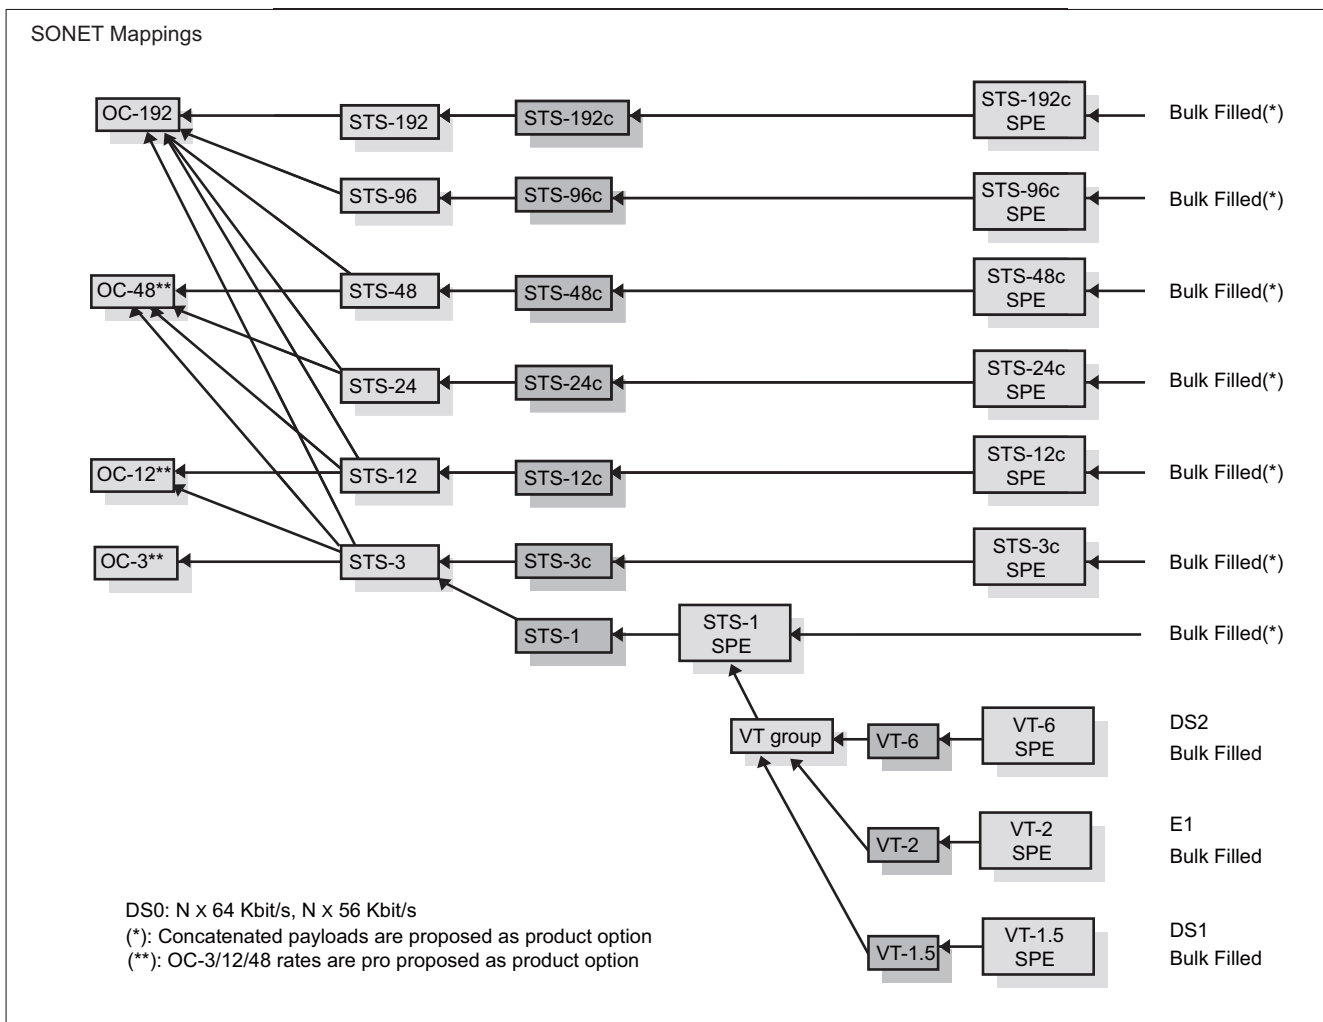 SONET Mappings
OC-192
STS-192
STS-192c
STS-192c
SPE
Bulk Filled(*)
STS-96
STS-96c
STS-96c
SPE
Bulk Filled(*)
OC-48**
STS-48
STS-48c
STS-48c
SPE
Bulk Filled(*)
STS-24
STS-24c
STS-24c
SPE
Bulk Filled(*)
OC-12**
STS-12
STS-12c
STS-12c
SPE
Bulk Filled(*)
OC-3**
STS-3
STS-3c
STS-3c
SPE
Bulk Filled(*)
STS-1
STS-1
SPE
Bulk Filled(*)
VT group
VT-6
VT-6
SPE
DS2
Bulk Filled
VT-2
VT-2
SPE
E1
Bulk Filled
VT-1.5
VT-1.5
SPE
DS1
Bulk Filled
DS0: N x 64 Kbit/s, N x 56 Kbit/s
(*): Concatenated payloads are proposed as product option
(**): OC-3/12/48 rates are pro proposed as product option